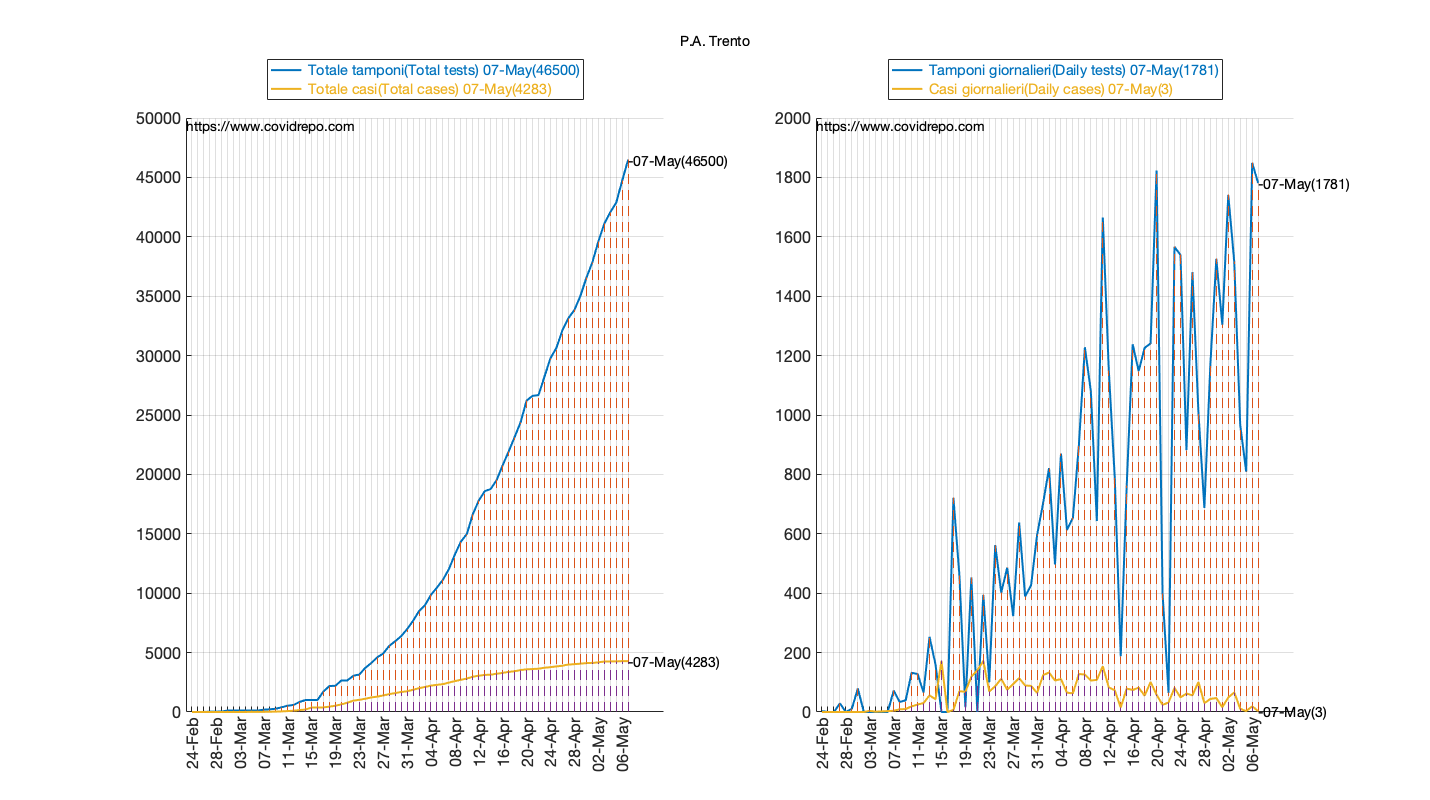 P.A. Trento
Totale tamponi(Total tests) 07-May(46500)
Totale casi(Total cases) 07-May(4283)
https://www.covidrepo.com
50000
45000
40000
35000
30000
25000
20000
15000
10000
5000
0
07-May(46500)
07-May(4283)
24-Feb
28-Feb
03-Mar
07-Mar
11-Mar
15-Mar
19-Mar
23-Mar
27-Mar
31-Mar
04-Apr
08-Apr
12-Apr
16-Apr
20-Apr
24-Apr
28-Apr
02-May
06-May
Tamponi giornalieri(Daily tests) 07-May(1781)
Casi giornalieri(Daily cases) 07-May(3)
https://www.covidrepo.com
2000
1800
1600
1400
1200
1000
800
600
400
200
0
07-May(1781)
07-May(3)
24-Feb
28-Feb
03-Mar
07-Mar
11-Mar
15-Mar
19-Mar
23-Mar
27-Mar
31-Mar
04-Apr
08-Apr
12-Apr
16-Apr
20-Apr
24-Apr
28-Apr
02-May
06-May